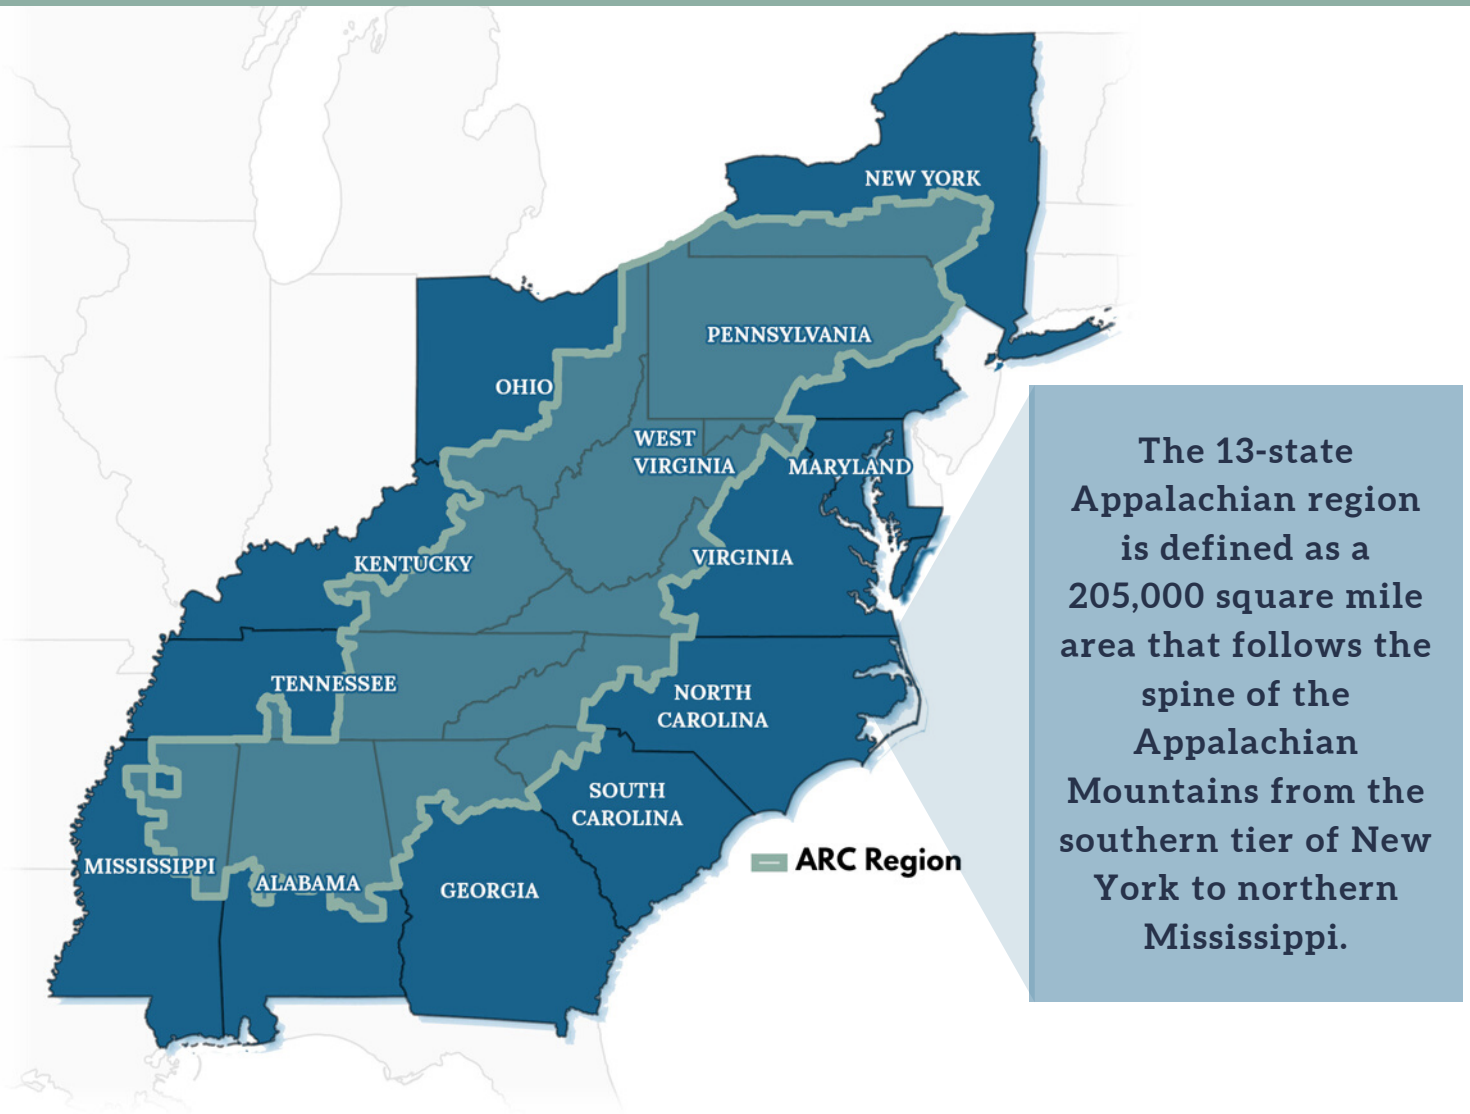 NEW YORK
PENNSYLVANIA
OHIO
WEST
VIRGINIA
MARYLAND
KENTUCKY
VIRGINIA
TENNESSEE
NORTH
CAROLINA
SOUTH
CAROLINA
MISSISSIPPI
ALABAMA
GEORGIA
ARC Region
The 13-state
Appalachian region
is defined as a
205,000 square mile
area that follows the
spine of the
Appalachian
Mountains from the
southern tier of New
York to northern
Mississippi.